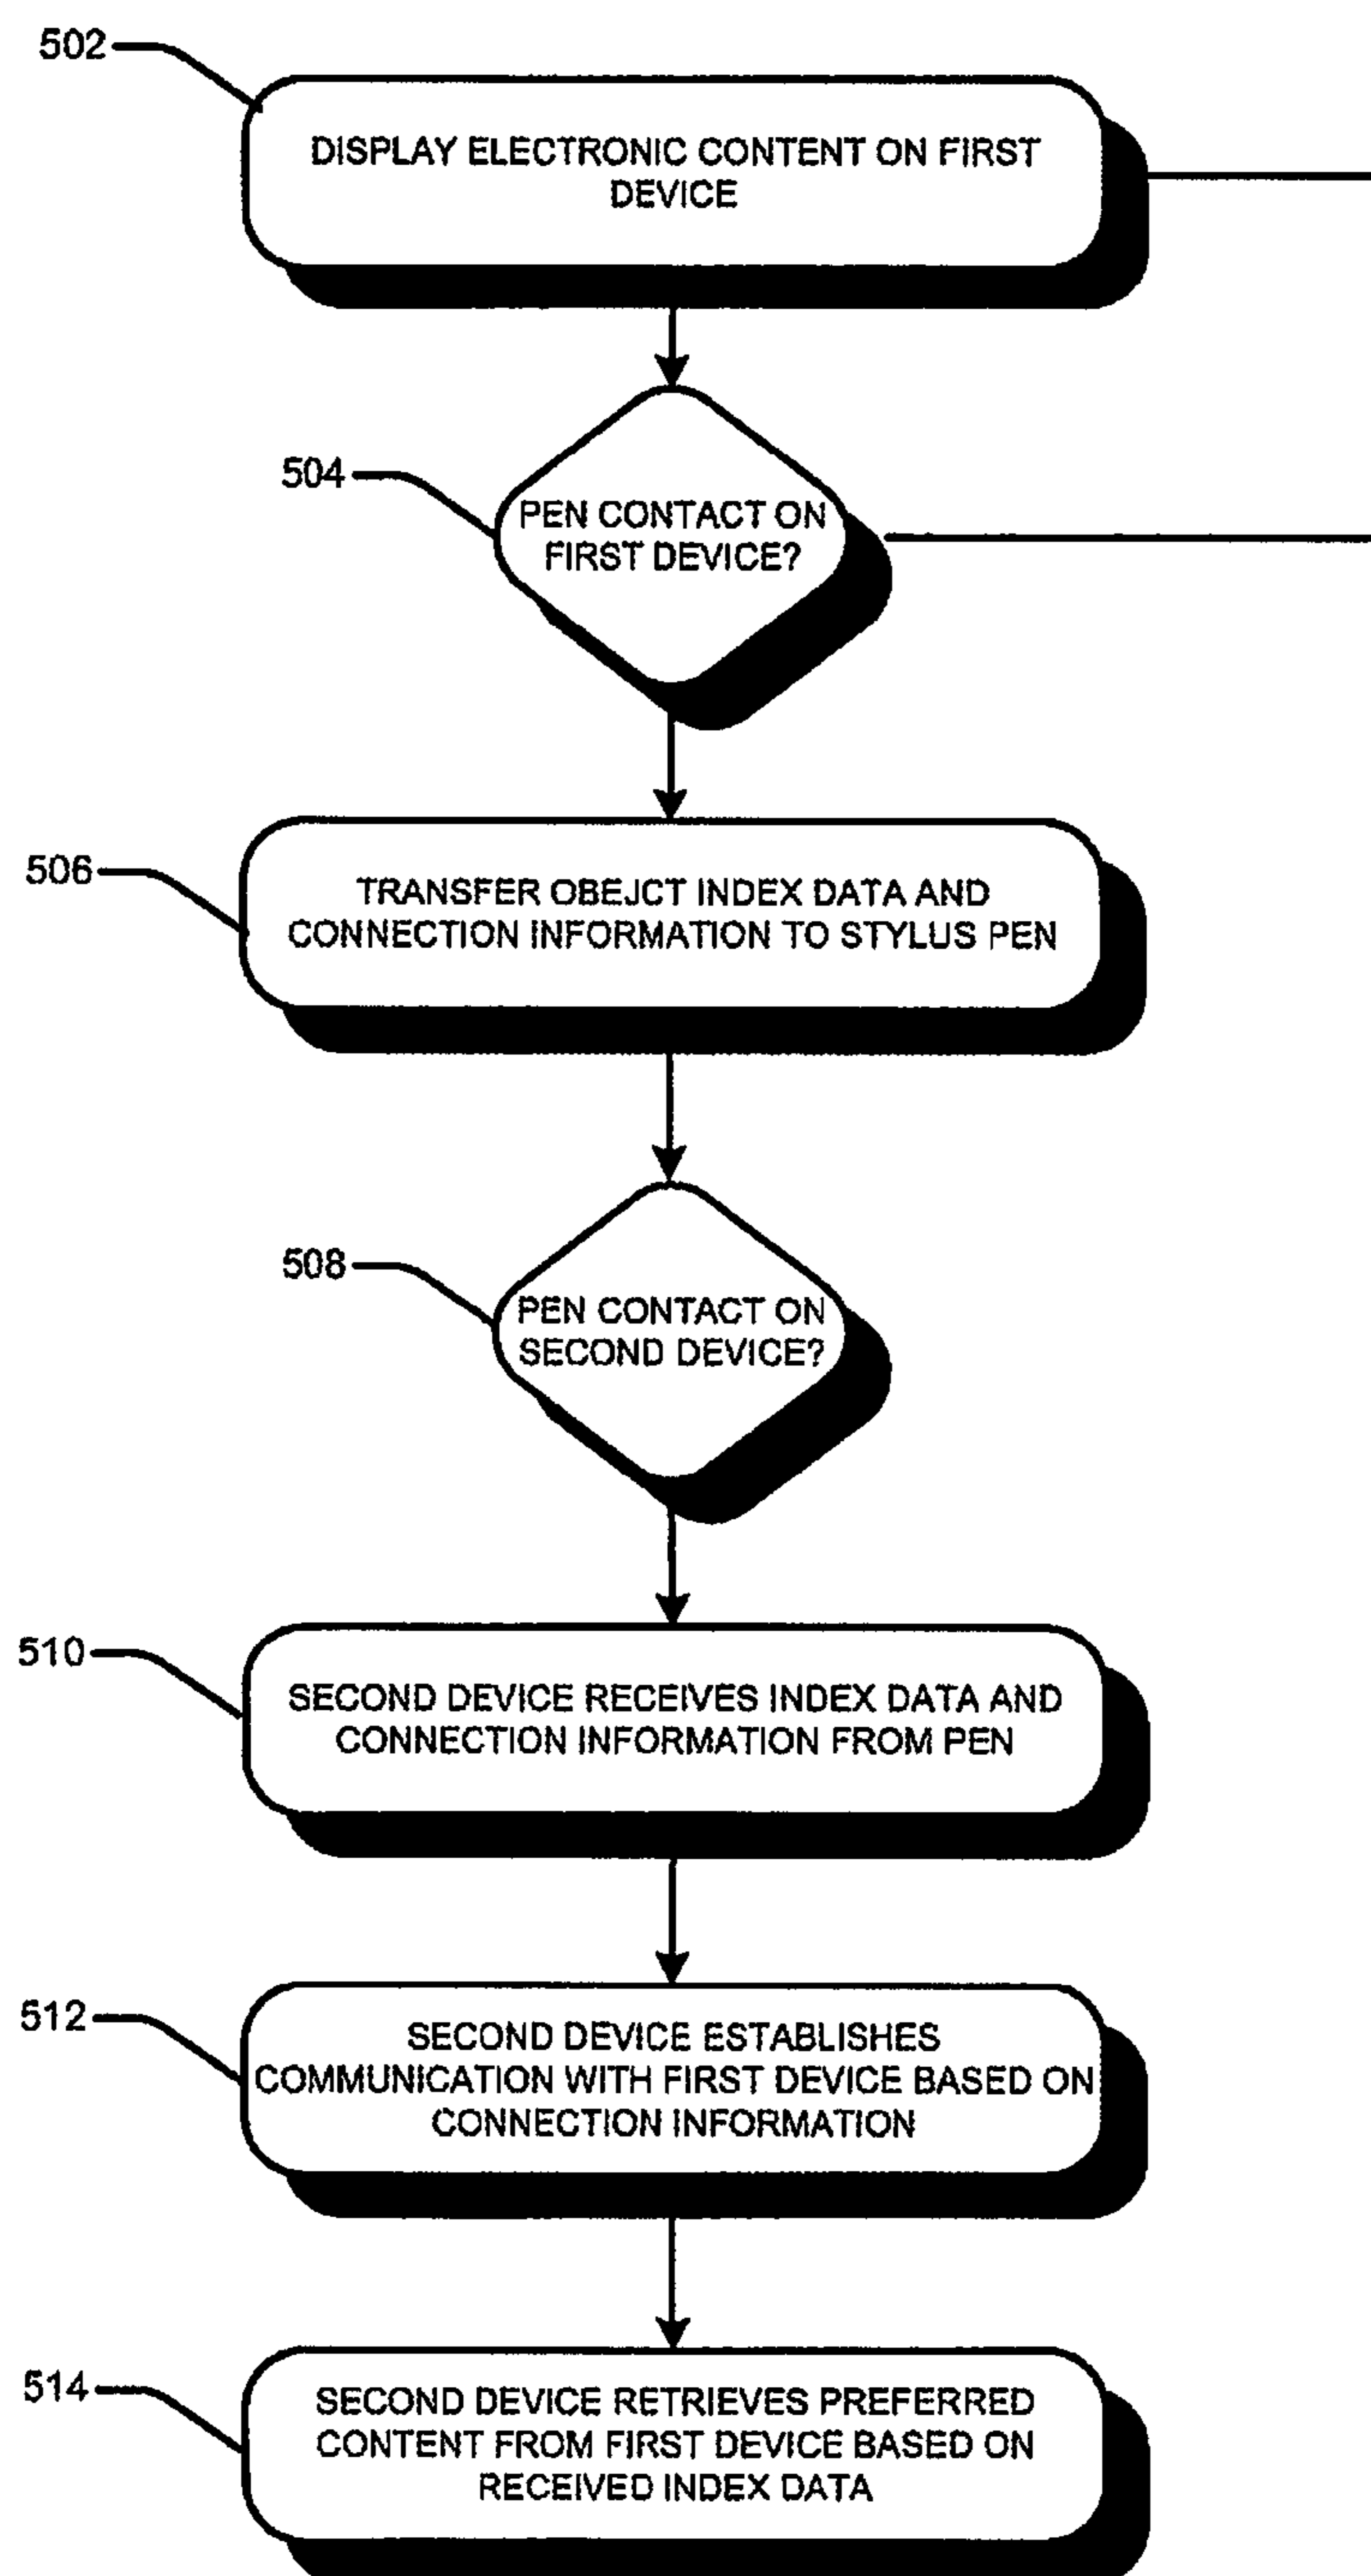 502
DISPLAY ELECTRONIC CONTENT ON FIRST
DEVICE
504
PEN CONTACT ON
FIRST DEVICE?
506
TRANSFER OBEJCT INDEX DATA AND
CONNECTION INFORMATION TO STYLUS PEN
508
PEN CONTACT ON
SECOND DEVICE?
510
SECOND DEVICE RECEIVES INDEX DATA AND
CONNECTION INFORMATION FROM PEN
512
SECOND DEVICE ESTABLISHES
COMMUNICATION WITH FIRST DEVICE BASED ON
CONNECTION INFORMATION
514
SECOND DEVICE RETRIEVES PREFERRED
CONTENT FROM FIRST DEVICE BASED ON
RECEIVED INDEX DATA